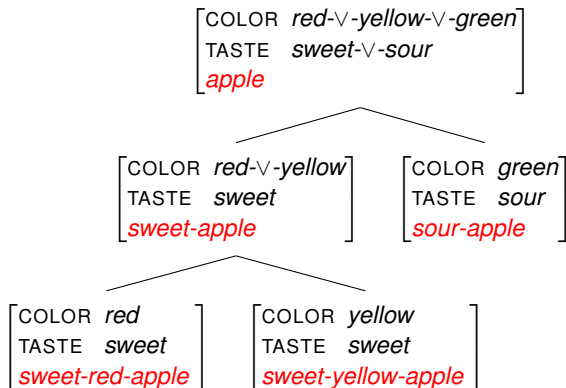 COLOR red-∨-yellow-∨-green
TASTE sweet-∨-sour
apple
COLOR red-∨-yellow
TASTE sweet
sweet-apple
COLOR green
TASTE sour
sour-apple
COLOR red
TASTE sweet
sweet-red-apple
COLOR yellow
TASTE sweet
sweet-yellow-apple